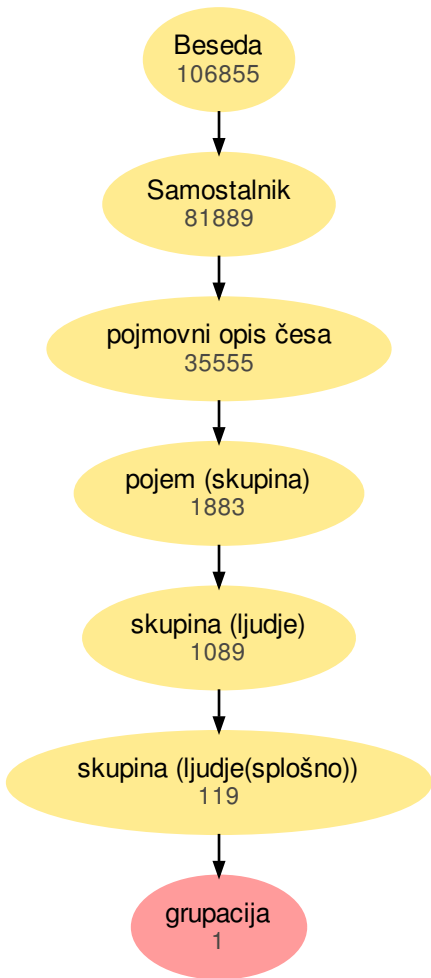 Beseda
106855
Samostalnik
81889
pojmovni opis česa
35555
pojem (skupina)
1883
skupina (ljudje)
1089
skupina (ljudje(splošno))
119
grupacija
1